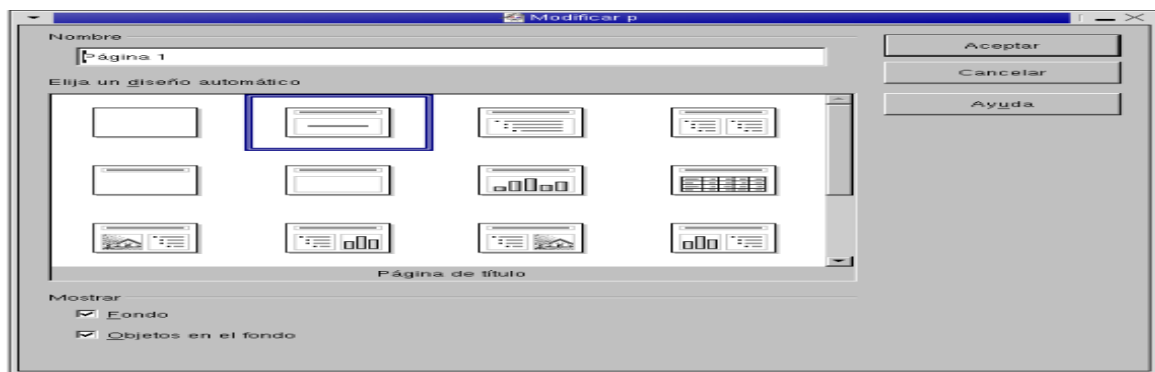 Modificar p
Nombre
Página 1
Elija un diseño automático
Página de título
Mostrar
Fondo
Objetos en el fondo
Aceptar
Cancelar
Ayuda